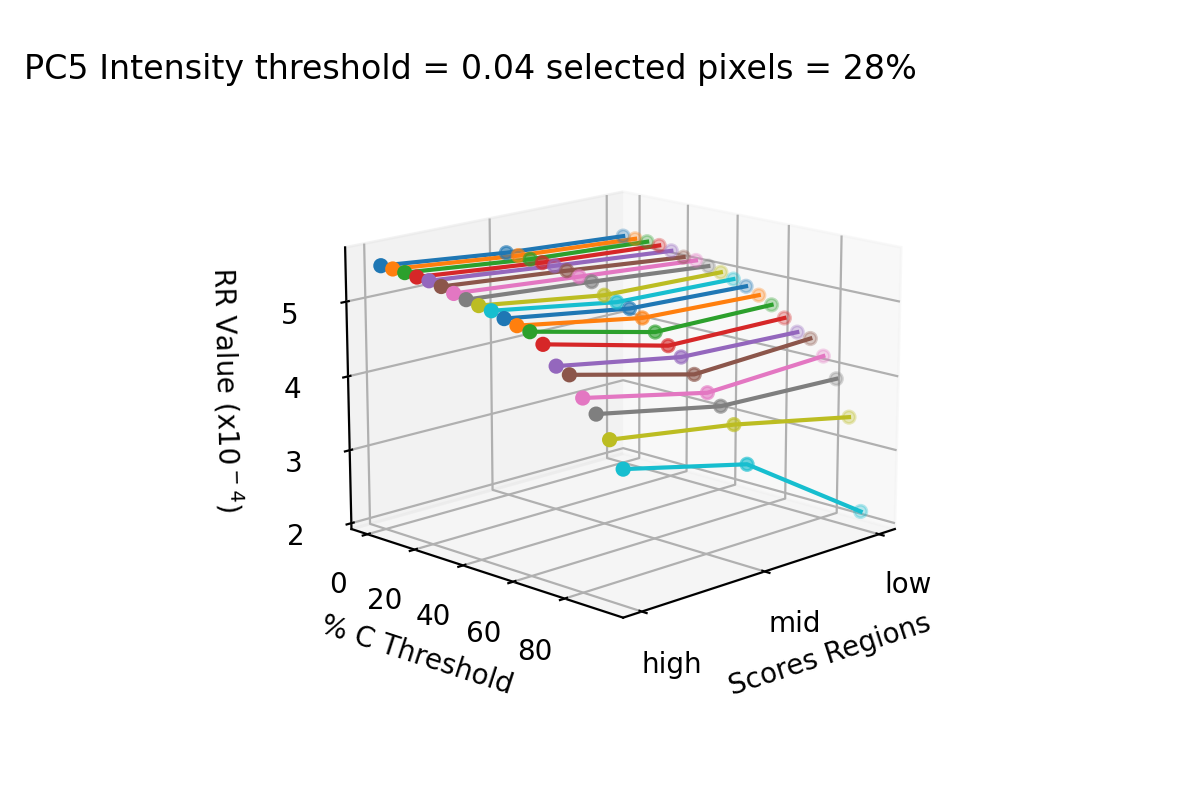 PC5 Intensity threshold = 0.04 selected pixels = 28%
RR Value (x10⁻⁴)
5
4
3
2
0
20
40
60
80
% C Threshold
high
mid
low
Scores Regions